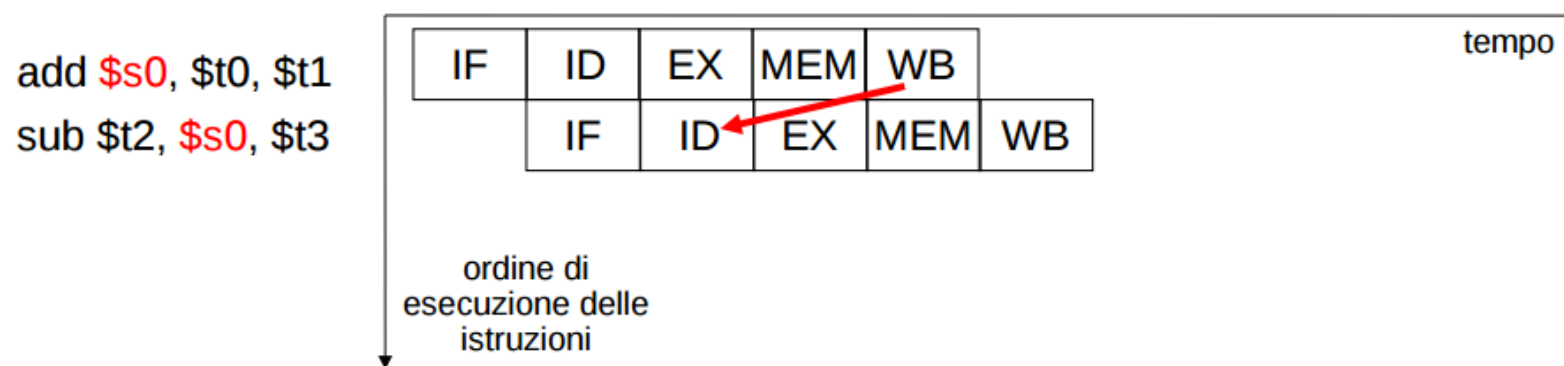 add $s0, $t0, $t1
IF ID EX MEM WB
tempo
sub $t2, $s0, $t3
IF ID EX MEM WB
ordine di
esecuzione delle
istruzioni